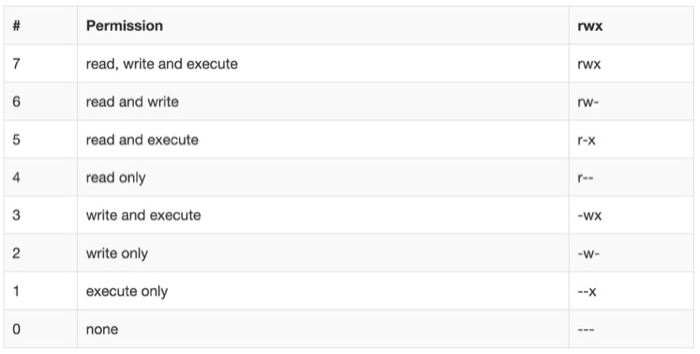 # Permission rwx
7 read, write and execute rwx
6 read and write rw-
5 read and execute r-x
4 read only r--
3 write and execute -wx
2 write only -w-
1 execute only --x
0 none ---